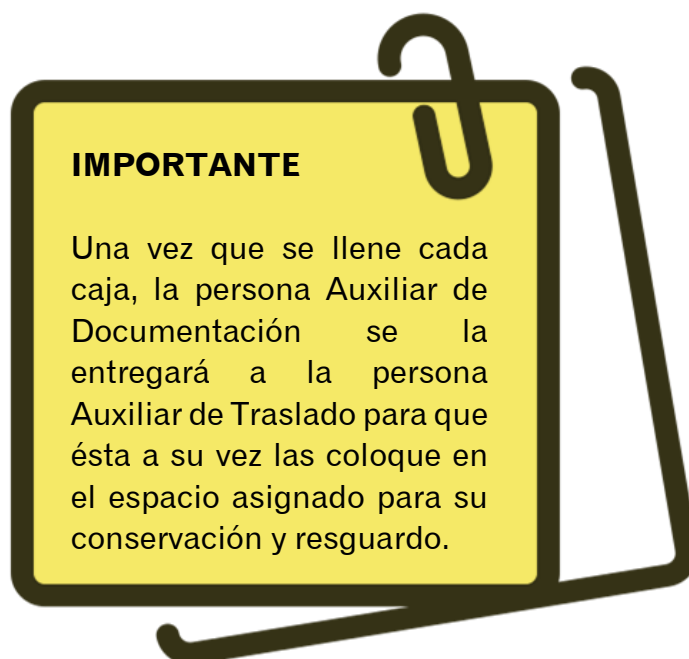 IMPORTANTE
Una vez que se llene cada
caja, la persona Auxiliar de
Documentación se la
entregará a la persona
Auxiliar de Traslado para que
ésta a su vez las coloque en
el espacio asignado para su
conservación y resguardo.